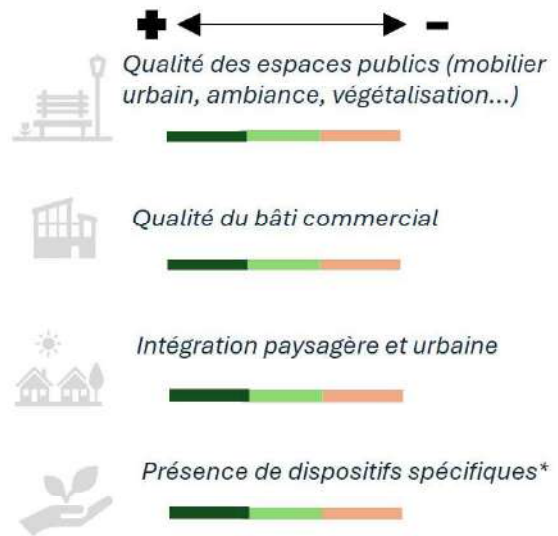 Qualité des espaces publics (mobilier
urbain, ambiance, végétalisation...)
Qualité du bâti commercial
Intégration paysagère et urbaine
Présence de dispositifs spécifiques*